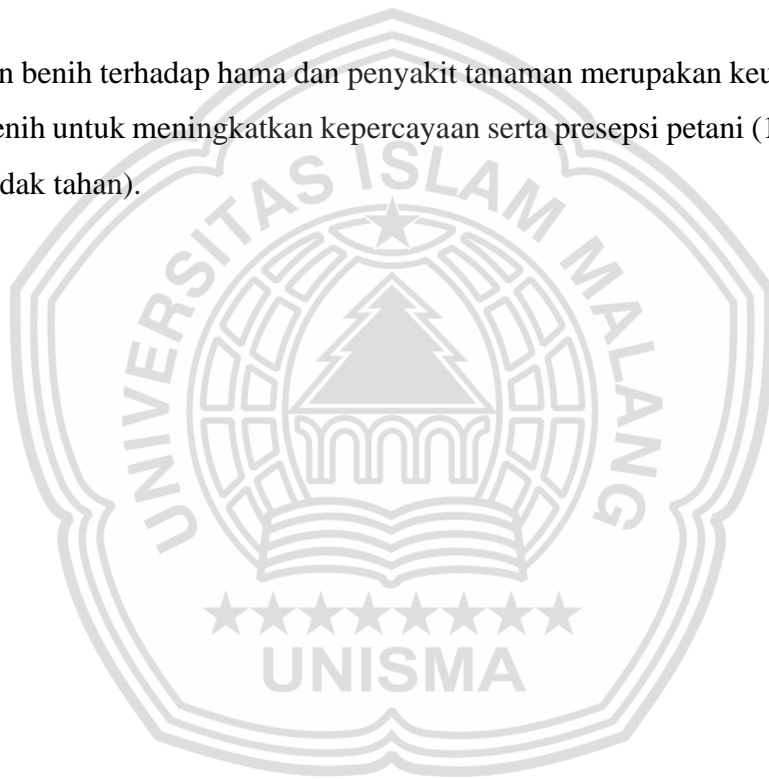 n benih terhadap hama dan penyakit tanaman merupakan keu
enih untuk meningkatkan kepercayaan serta presepsi petani (1
dak tahan).
UNIVERSITAS ISLAM MALANG
UNISMA